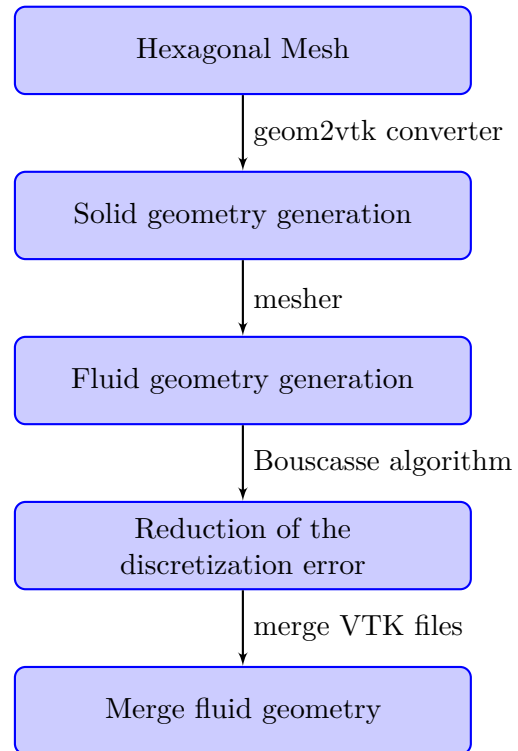 Hexagonal Mesh
geom2vtk converter
Solid geometry generation
mesher
Fluid geometry generation
Bouscasse algorithm
Reduction of the
discretization error
merge VTK files
Merge fluid geometry